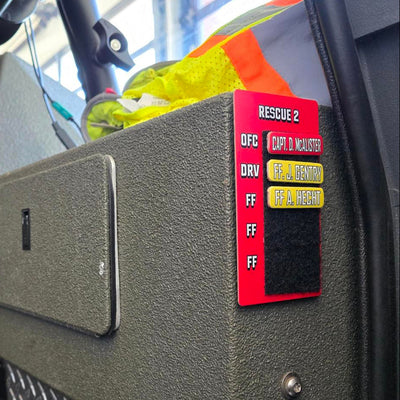 RESCUE 2
OFC CAPT. D. McALISTER
DRV FF. J. GENTRY
FF FF A. HECHT
FF
FF